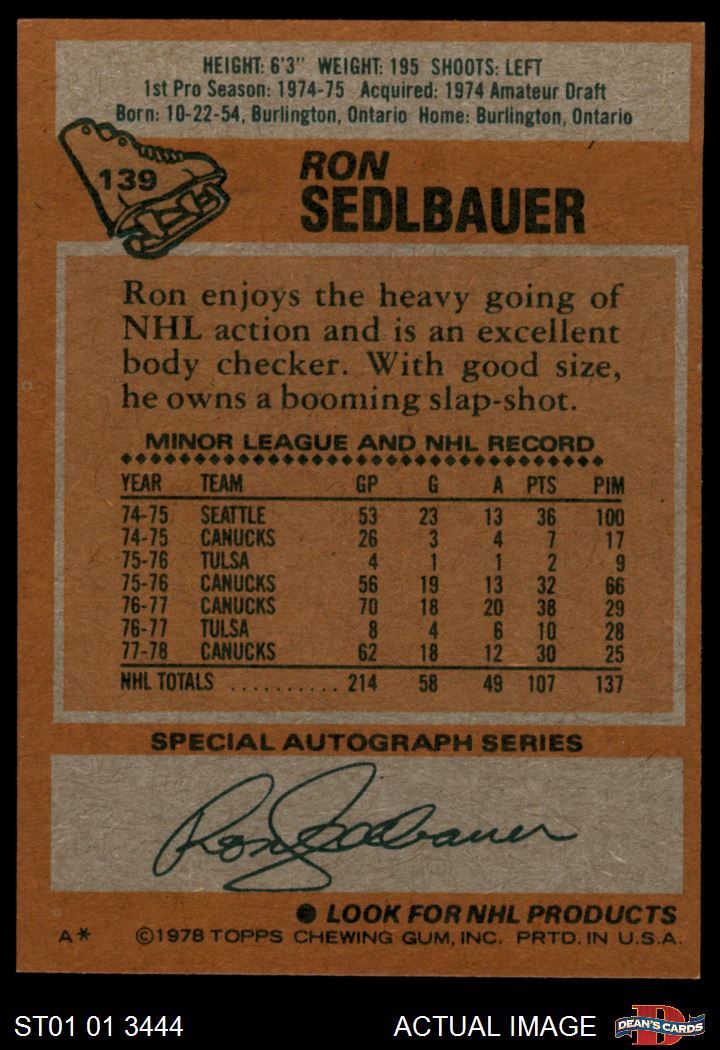 HEIGHT: 6'3" WEIGHT: 195 SHOOTS: LEFT
1st Pro Season: 1974-75 Acquired: 1974 Amateur Draft
Born: 10-22-54, Burlington, Ontario Home: Burlington, Ontario
139
RON
SEDLBAUER
Ron enjoys the heavy going of
NHL action and is an excellent
body checker. With good size,
he owns a booming slap-shot.
MINOR LEAGUE AND NHL RECORD
YEAR TEAM GP G A PTS PIM
74-75 SEATTLE 53 23 13 36 100
74-75 CANUCKS 26 3 4 7 17
75-76 TULSA 4 1 1 2 9
75-76 CANUCKS 56 19 13 32 66
76-77 CANUCKS 70 18 20 38 29
76-77 TULSA 8 4 6 10 28
77-78 CANUCKS 62 18 12 30 25
NHL TOTALS .......... 214 58 49 107 137
SPECIAL AUTOGRAPH SERIES
Ron Sedlbauer
● LOOK FOR NHL PRODUCTS
A* ©1978 TOPPS CHEWING GUM, INC. PRTD. IN U.S.A.
ST01 01 3444 ACTUAL IMAGE DEAN'S CARDS